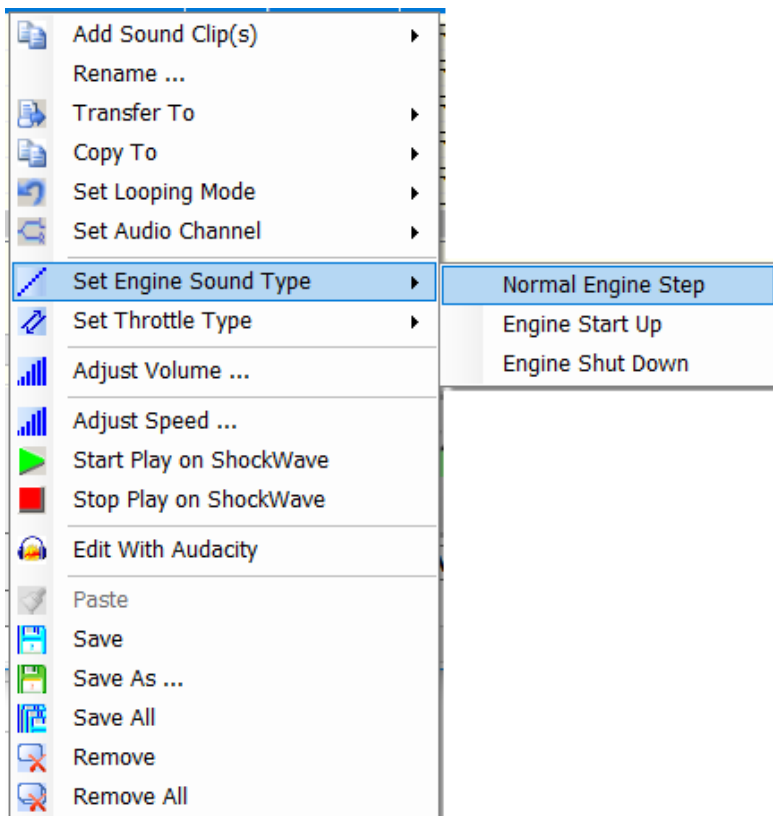 Add Sound Clip(s)
Rename ...
Transfer To
Copy To
Set Looping Mode
Set Audio Channel
Set Engine Sound Type
Normal Engine Step
Set Throttle Type
Engine Start Up
Engine Shut Down
Adjust Volume ...
Adjust Speed ...
Start Play on ShockWave
Stop Play on ShockWave
Edit With Audacity
Paste
Save
Save As ...
Save All
Remove
Remove All